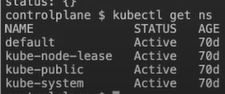 status: {}
controlplane $ kubectl get ns
NAME STATUS AGE
default Active 70d
kube-node-lease Active 70d
kube-public Active 70d
kube-system Active 70d